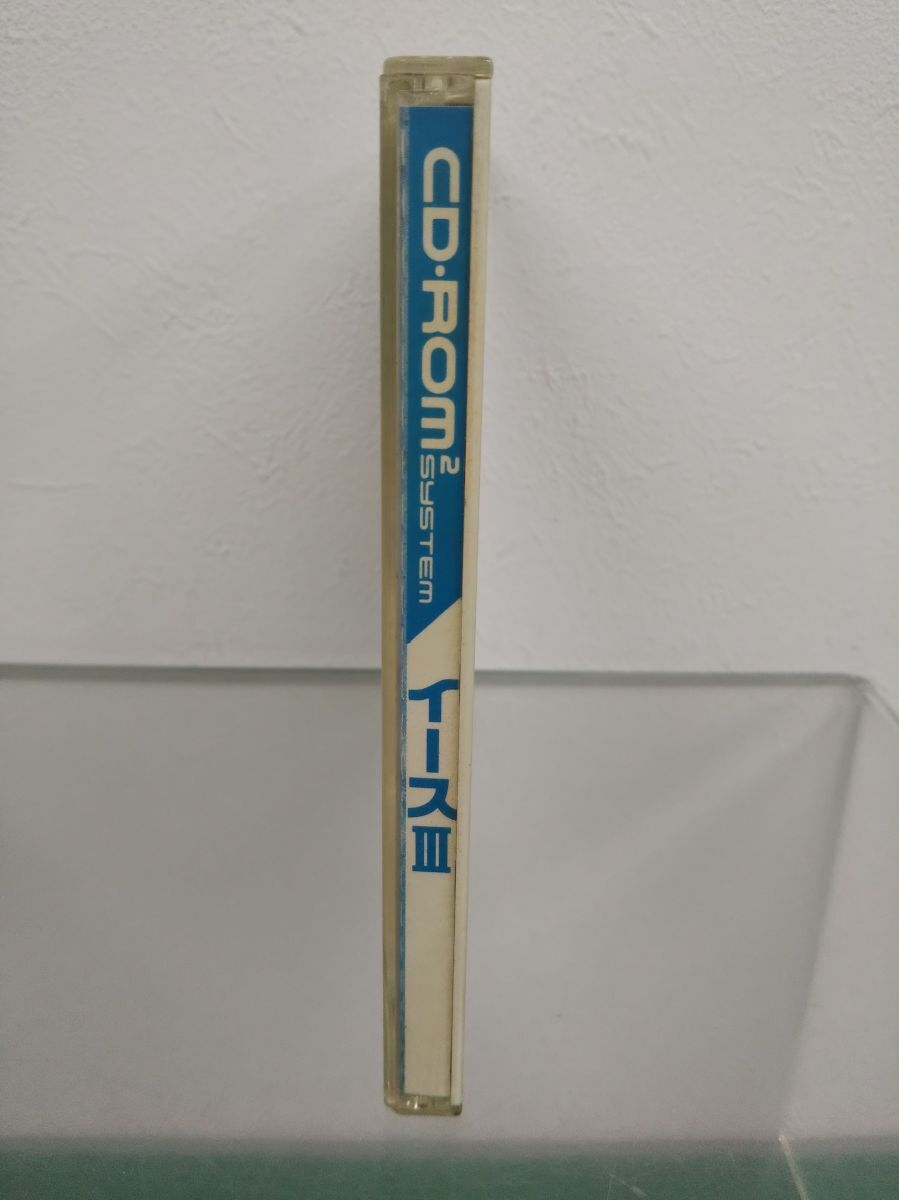 CD·ROM² SYSTEM
イースIII